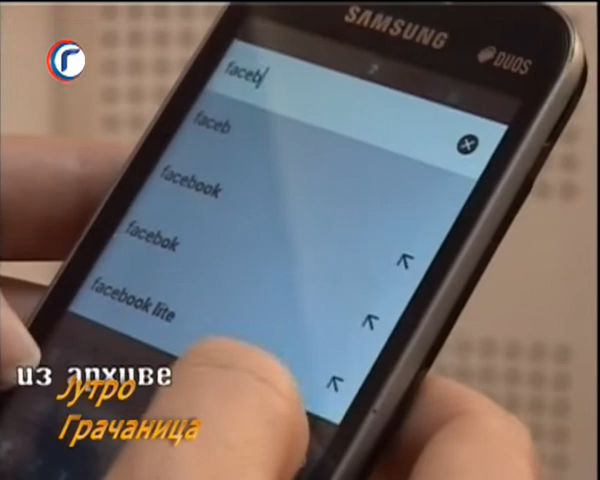 SAMSUNG
DUOS
faceb
faceb
facebook
facebok
facebook lite
из архиве
Јутро
Грачаница